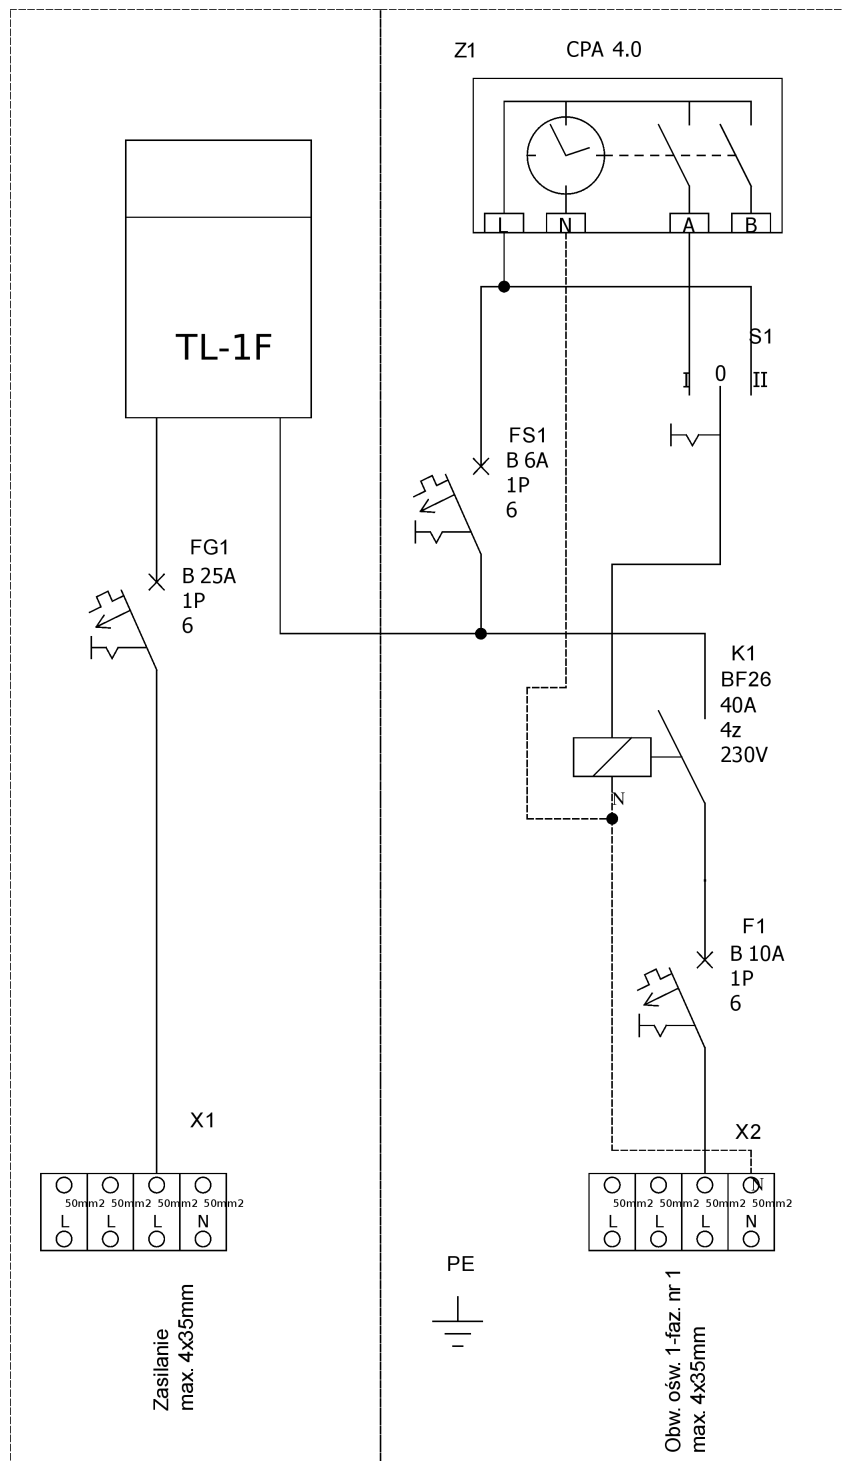 Z1
CPA 4.0
L
N
A
B
TL-1F
S1
I
0
II
FS1
B 6A
1P
6
FG1
B 25A
1P
6
K1
BF26
40A
4z
230V
N
F1
B 10A
1P
6
X1
X2
50mm2 50mm2 50mm2 50mm2
L L L N
N
50mm2 50mm2 50mm2 50mm2
L L L N
PE
Zasilanie
max. 4x35mm
Obw. ośw. 1-faz. nr 1
max. 4x35mm